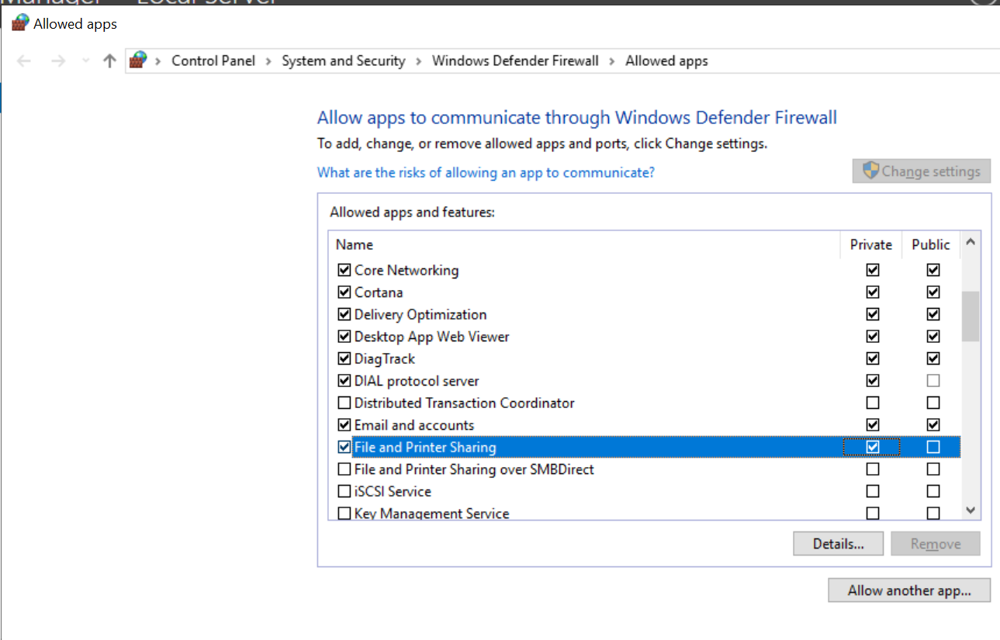 Manager Local Server
Allowed apps
Control Panel > System and Security > Windows Defender Firewall > Allowed apps
Allow apps to communicate through Windows Defender Firewall
To add, change, or remove allowed apps and ports, click Change settings.
What are the risks of allowing an app to communicate?
Change settings
Allowed apps and features:
Name Private Public
Core Networking
Cortana
Delivery Optimization
Desktop App Web Viewer
DiagTrack
DIAL protocol server
Distributed Transaction Coordinator
Email and accounts
File and Printer Sharing
File and Printer Sharing over SMBDirect
iSCSI Service
Key Management Service
Details... Remove
Allow another app...